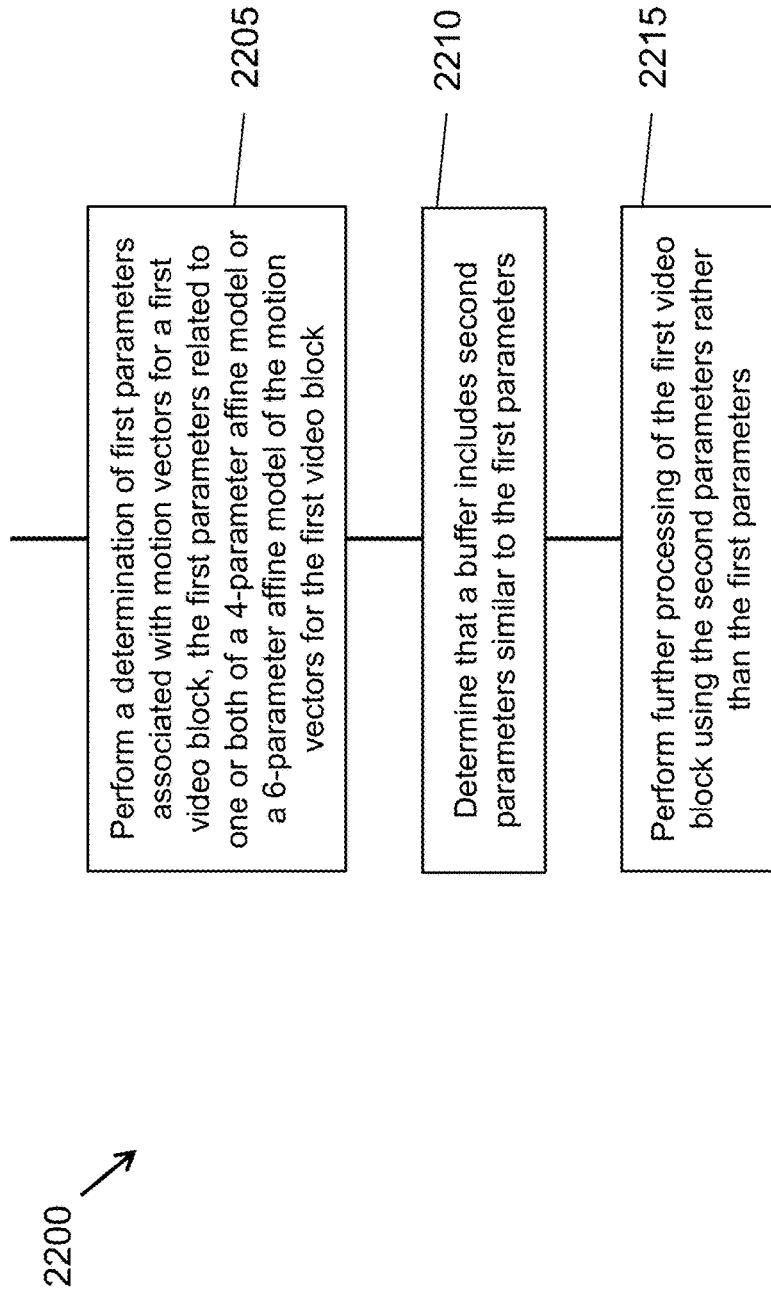 2200
Perform a determination of first parameters
associated with motion vectors for a first
video block, the first parameters related to
one or both of a 4-parameter affine model or
a 6-parameter affine model of the motion
vectors for the first video block
2205
Determine that a buffer includes second
parameters similar to the first parameters
2210
Perform further processing of the first video
block using the second parameters rather
than the first parameters
2215